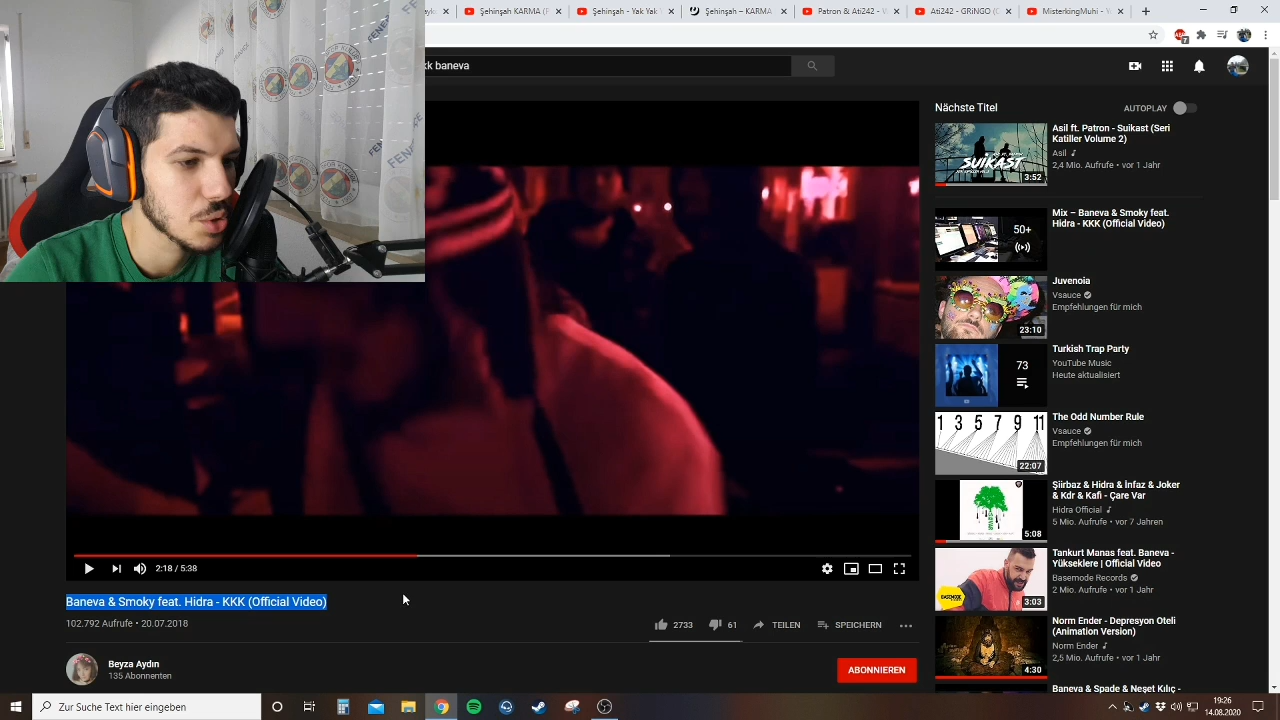 Şehinşah KARMA (F
Şehinşah - Yak Yak
Şehinşah – KARMA
Patron & Ati242 -
Ati242 - GRiNGO (C
MisterkingMuhi - Y
kk baneva
Nächste Titel
AUTOPLAY
Asil ft. Patron - Suikast (Seri
Katiller Volume 2)
Asil
2,4 Mio. Aufrufe • vor 1 Jahr
SUIKAST
3:52
Mix – Baneva & Smoky feat.
Hidra - KKK (Official Video)
50+
Juvenoia
Vsauce
Empfehlungen für mich
23:10
Turkish Trap Party
YouTube Music
Heute aktualisiert
73
The Odd Number Rule
Vsauce
Empfehlungen für mich
1 3 5 7 9 11
22:07
Şiirbaz & Hidra & İnfaz & Joker
& Kdr & Kafi - Çare Var
Hidra Official
5 Mio. Aufrufe • vor 7 Jahren
5:08
Tankurt Manas feat. Baneva -
Yükseklere | Official Video
Basemode Records
2 Mio. Aufrufe • vor 1 Jahr
3:03
Norm Ender - Depresyon Oteli
(Animation Version)
Norm Ender
2,5 Mio. Aufrufe • vor 1 Jahr
4:30
Baneva & Spade & Neşet Kılıç -
2:18 / 5:38
Baneva & Smoky feat. Hidra - KKK (Official Video)
102.792 Aufrufe • 20.07.2018
2733
61
TEILEN
SPEICHERN
Beyza Aydın
135 Abonnenten
ABONNIEREN
Zur Suche Text hier eingeben
19:26
14.08.2020